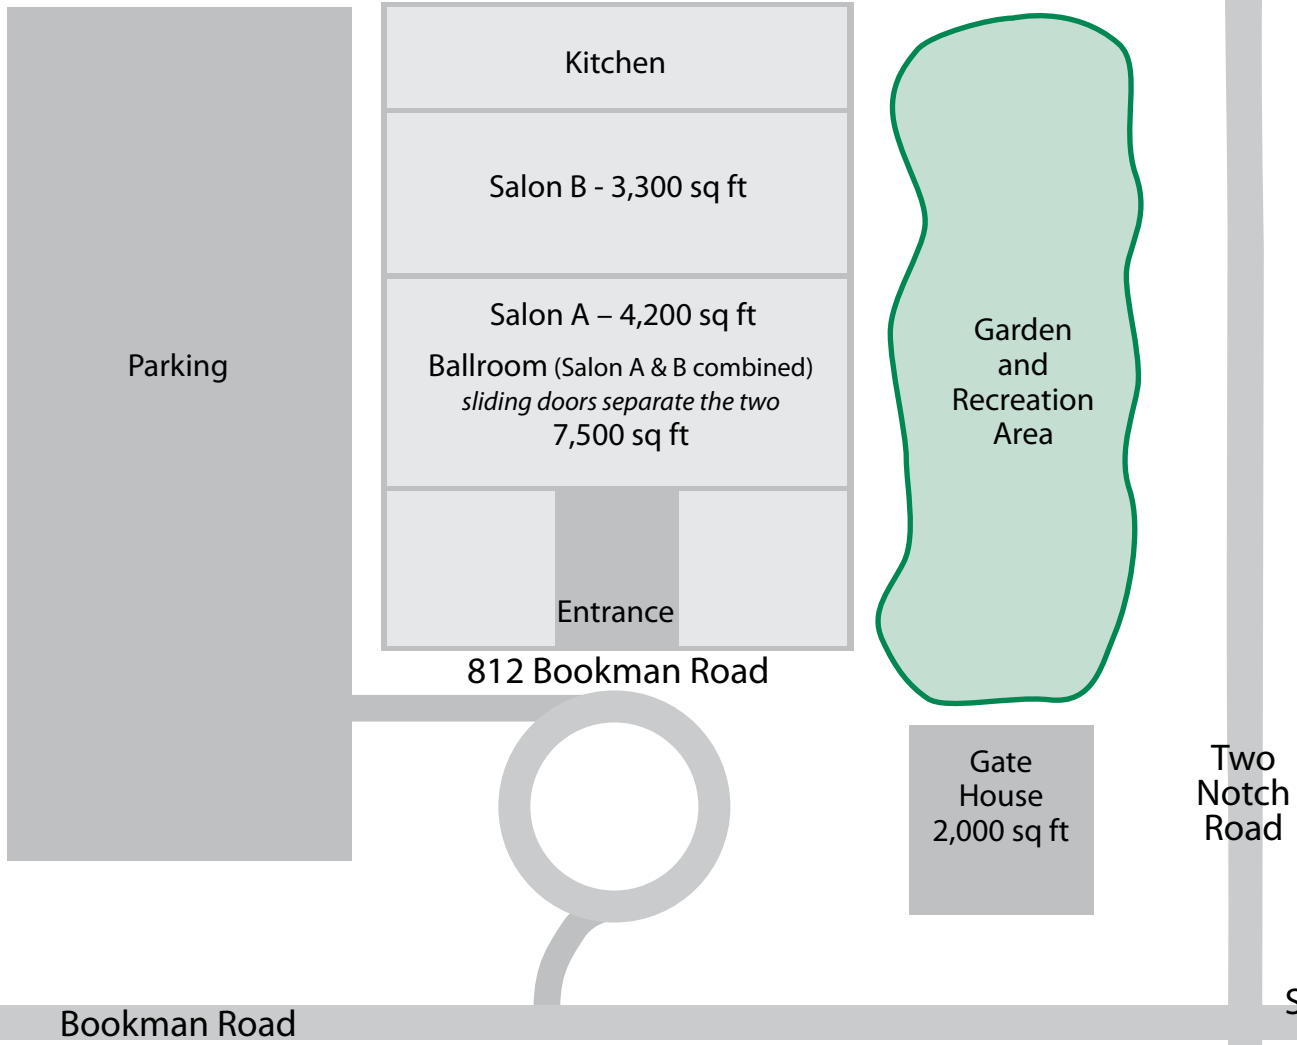 Kitchen
Salon B - 3,300 sq ft
Salon A – 4,200 sq ft
Ballroom (Salon A & B combined)
sliding doors separate the two
7,500 sq ft
Parking
Garden
and
Recreation
Area
Entrance
812 Bookman Road
Gate
House
2,000 sq ft
Two
Notch
Road
Bookman Road